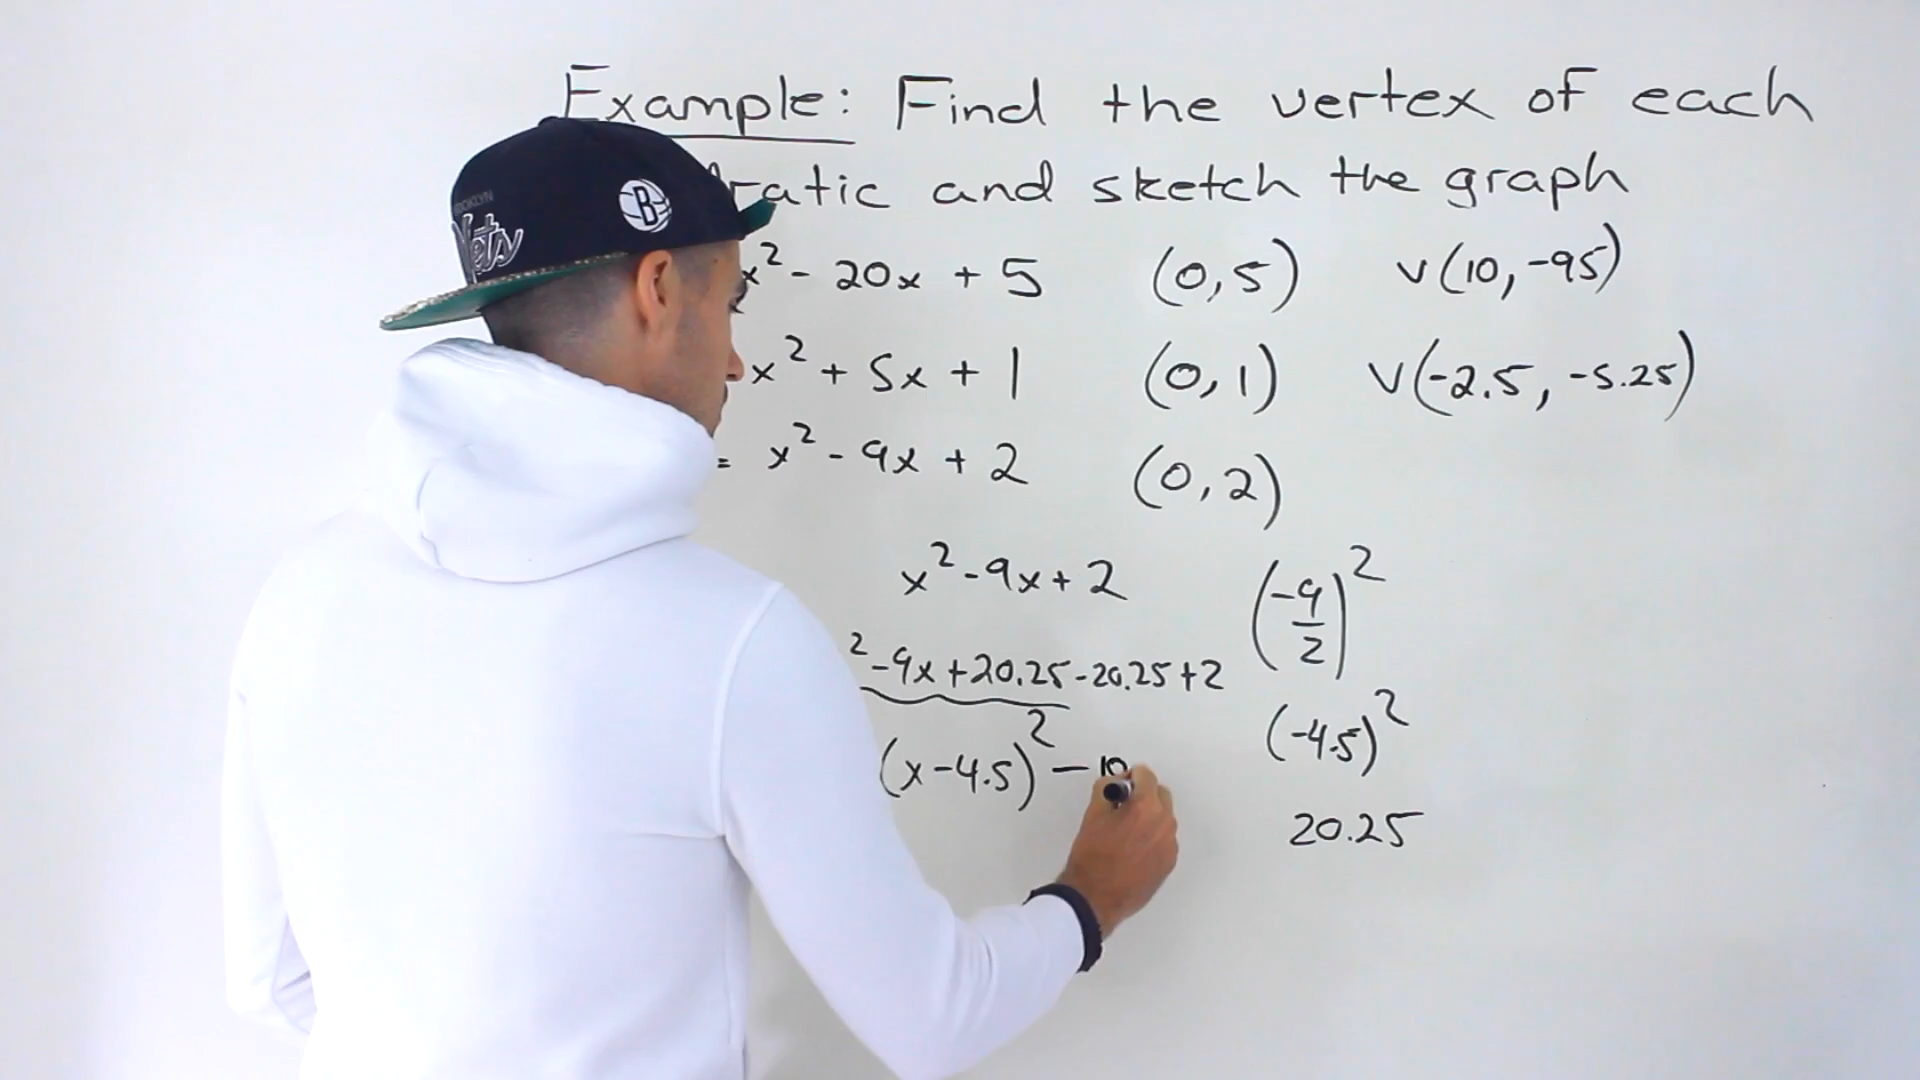 Example: Find the vertex of each
ratic and sketch the graph
x² - 20x + 5 (0,5) V(10,-95)
x² + 5x + 1 (0,1) V(-2.5, -5.25)
= x² - 9x + 2 (0,2)
x² - 9x + 2 (-9/2)²
² - 9x + 20.25 - 20.25 + 2
(x - 4.5)² - 10 (-4.5)²
20.25
Nets
B